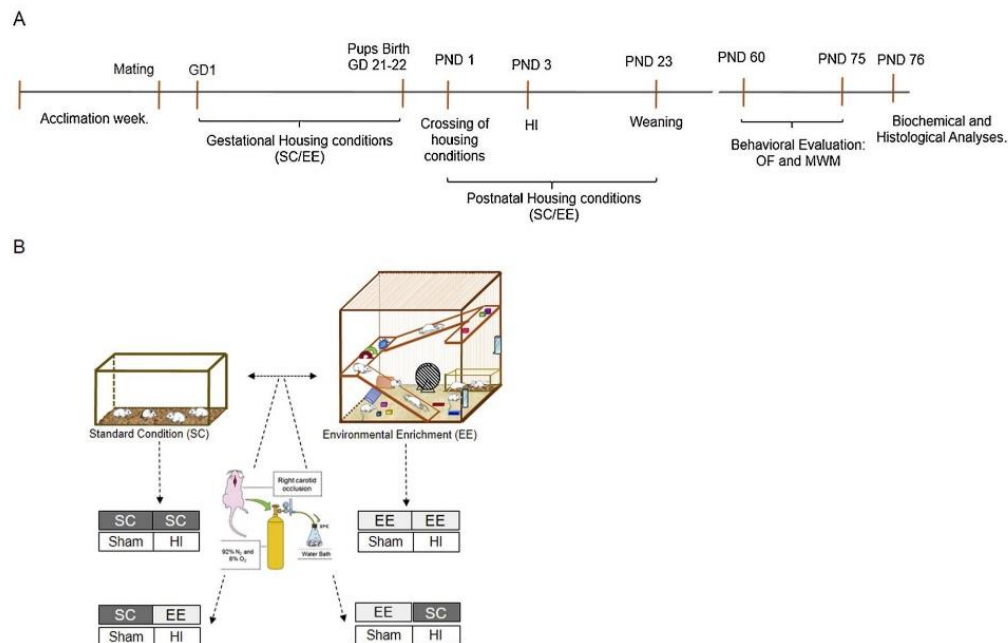 A
Mating
GD1
Pups Birth
GD 21-22
PND 1
PND 3
PND 23
PND 60
PND 75
PND 76
Acclimation week.
Gestational Housing conditions
(SC/EE)
Crossing of
housing
conditions
HI
Weaning
Postnatal Housing conditions
(SC/EE)
Behavioral Evaluation:
OF and MWM
Biochemical and
Histological Analyses.
B
Standard Condition (SC)
Environmental Enrichment (EE)
Right carotid
occlusion
37°C
Water Bath
92% N₂ and
8% O₂
SC SC
Sham HI
EE EE
Sham HI
SC EE
Sham HI
EE SC
Sham HI